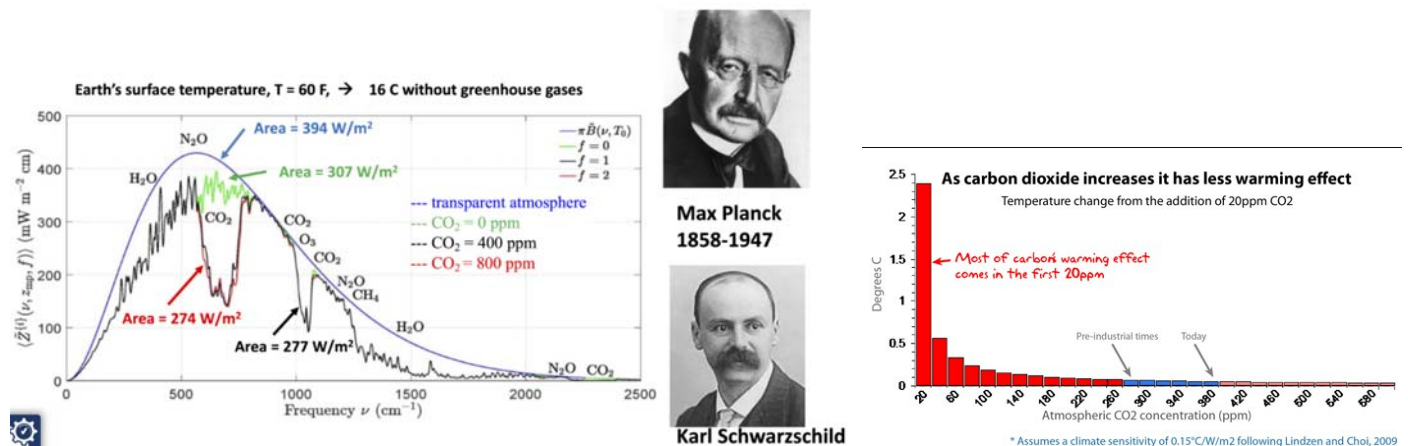 Earth's surface temperature, T = 60 F, → 16 C without greenhouse gases
500
400
300
200
100
0
⟨Z̃{i}(ν, zmp, f)⟩ (mW m−2 cm)
N₂O
Area = 394 W/m²
H₂O
Area = 307 W/m²
CO₂
πB̃(ν, T₀)
f = 0
f = 1
f = 2
transparent atmosphere
CO₂ = 0 ppm
CO₂ = 400 ppm
CO₂ = 800 ppm
CO₂
O₃
CO₂
N₂O
CH₄
H₂O
Area = 274 W/m²
Area = 277 W/m²
N₂O
CO₂
0
500
1000
1500
2000
2500
Frequency ν (cm−1)
Max Planck
1858-1947
Karl Schwarzschild
As carbon dioxide increases it has less warming effect
Temperature change from the addition of 20ppm CO2
2.5
2
1.5
1
0.5
0
Degrees C
Most of carbon's warming effect
comes in the first 20ppm
Pre-industrial times
Today
20
60
100
140
160
220
260
300
340
380
420
460
500
540
580
Atmospheric CO2 concentration (ppm)
* Assumes a climate sensitivity of 0.15°C/W/m2 following Lindzen and Choi, 2009